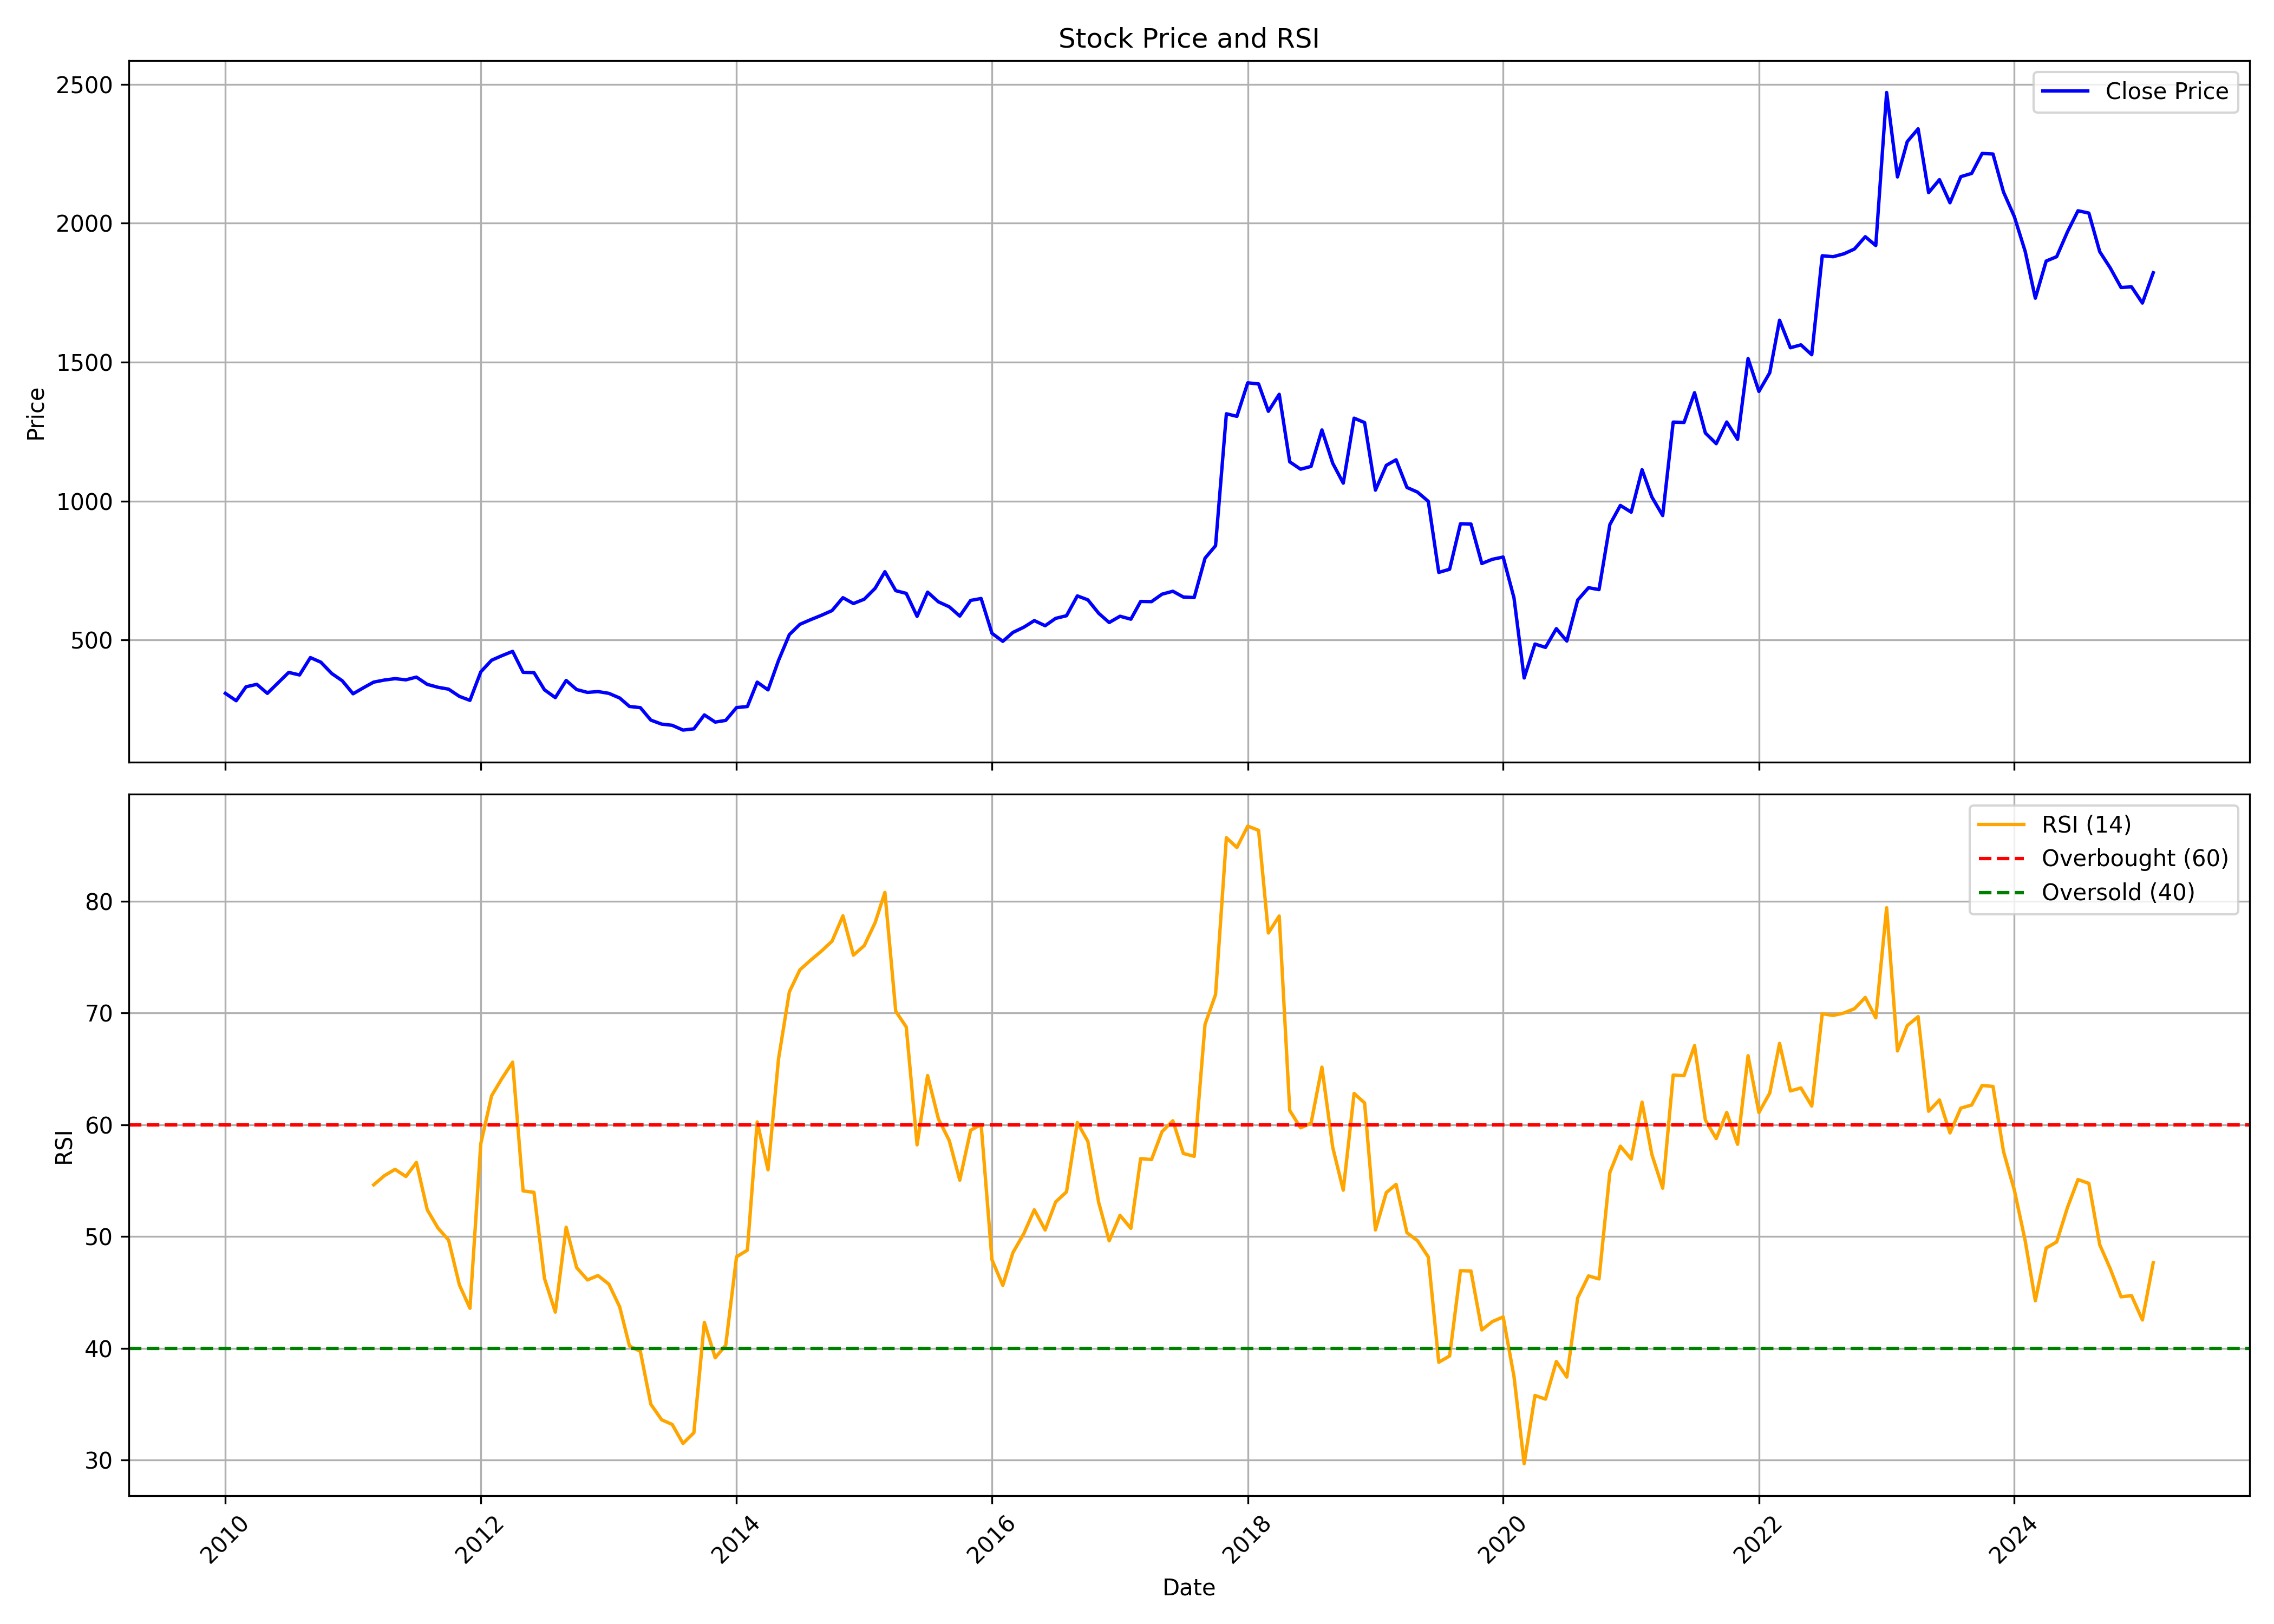 Stock Price and RSI
2500
2000
1500
1000
500
Price
Close Price
80
70
60
50
40
30
RSI
RSI (14)
Overbought (60)
Oversold (40)
2010
2012
2014
2016
2018
2020
2022
2024
Date